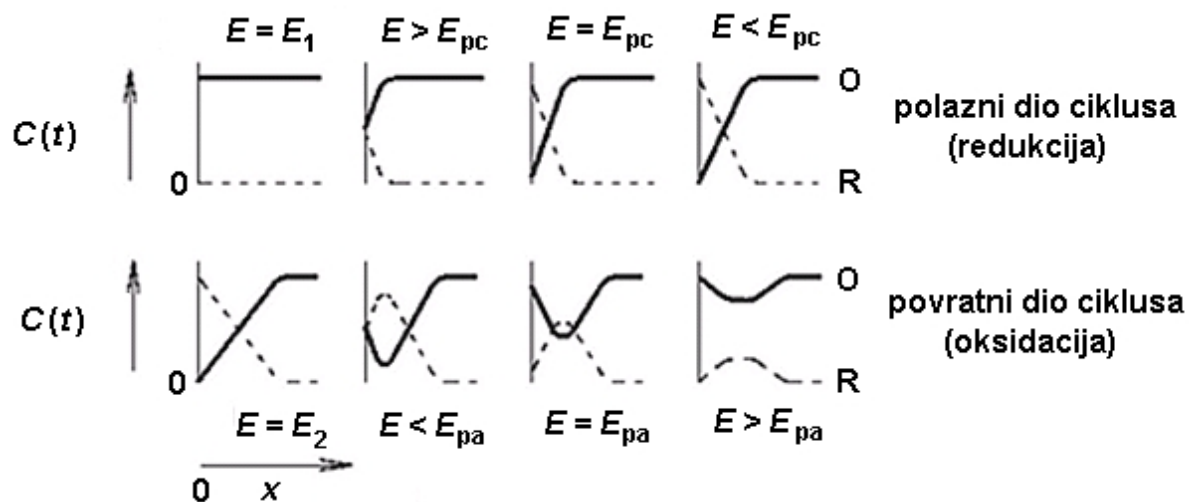 E = E1 E > Epc E = Epc E < Epc
C(t)
O
polazni dio ciklusa
(redukcija)
0
R
C(t)
O
povratni dio ciklusa
(oksidacija)
0
R
E = E2 E < Epa E = Epa E > Epa
0 x